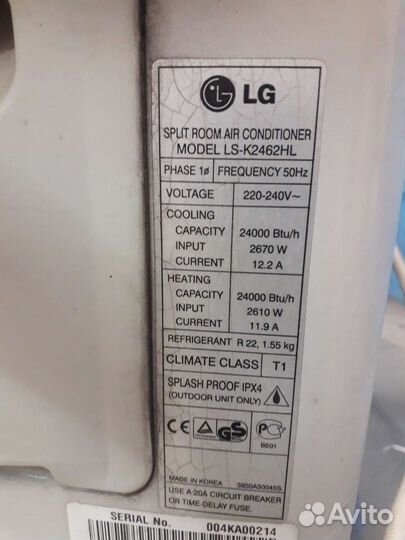 LG
SPLIT ROOM AIR CONDITIONER
MODEL LS-K2462HL
PHASE 1ø FREQUENCY 50Hz
VOLTAGE 220-240V~
COOLING
CAPACITY 24000 Btu/h
INPUT 2670 W
CURRENT 12.2 A
HEATING
CAPACITY 24000 Btu/h
INPUT 2610 W
CURRENT 11.9 A
REFRIGERANT R 22, 1.55 kg
CLIMATE CLASS T1
SPLASH PROOF IPX4
(OUTDOOR UNIT ONLY)
CE GS
BE01
MADE IN KOREA 3850A30045S
USE A 20A CIRCUIT BREAKER
OR TIME-DELAY FUSE.
SERIAL No. 004KA00214
Avito